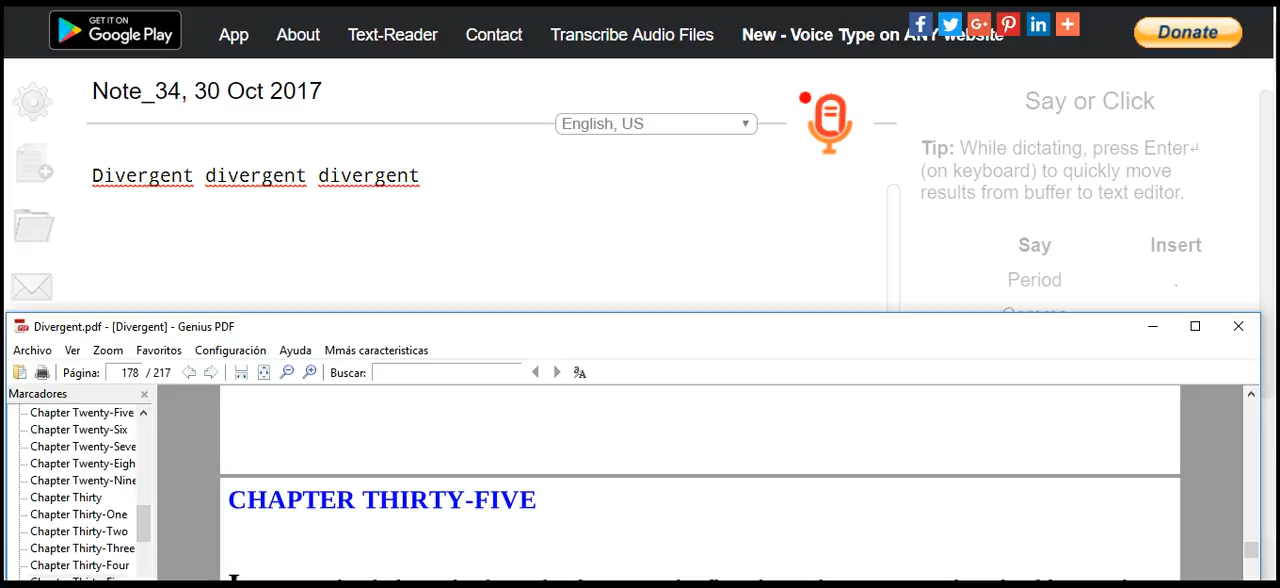 GET IT ON
Google Play
App About Text-Reader Contact Transcribe Audio Files New - Voice Type on ANY website
Donate
Note_34, 30 Oct 2017
English, US
Divergent divergent divergent
Say or Click
Tip: While dictating, press Enter↵
(on keyboard) to quickly move
results from buffer to text editor.
Say Insert
Period .
Divergent.pdf - [Divergent] - Genius PDF
Archivo Ver Zoom Favoritos Configuración Ayuda Mmás caracteristicas
Página: 178 / 217 Buscar:
Marcadores
Chapter Twenty-Five
Chapter Twenty-Six
Chapter Twenty-Seve
Chapter Twenty-Eigh
Chapter Twenty-Nine
Chapter Thirty
Chapter Thirty-One
Chapter Thirty-Two
Chapter Thirty-Three
Chapter Thirty-Four
CHAPTER THIRTY-FIVE